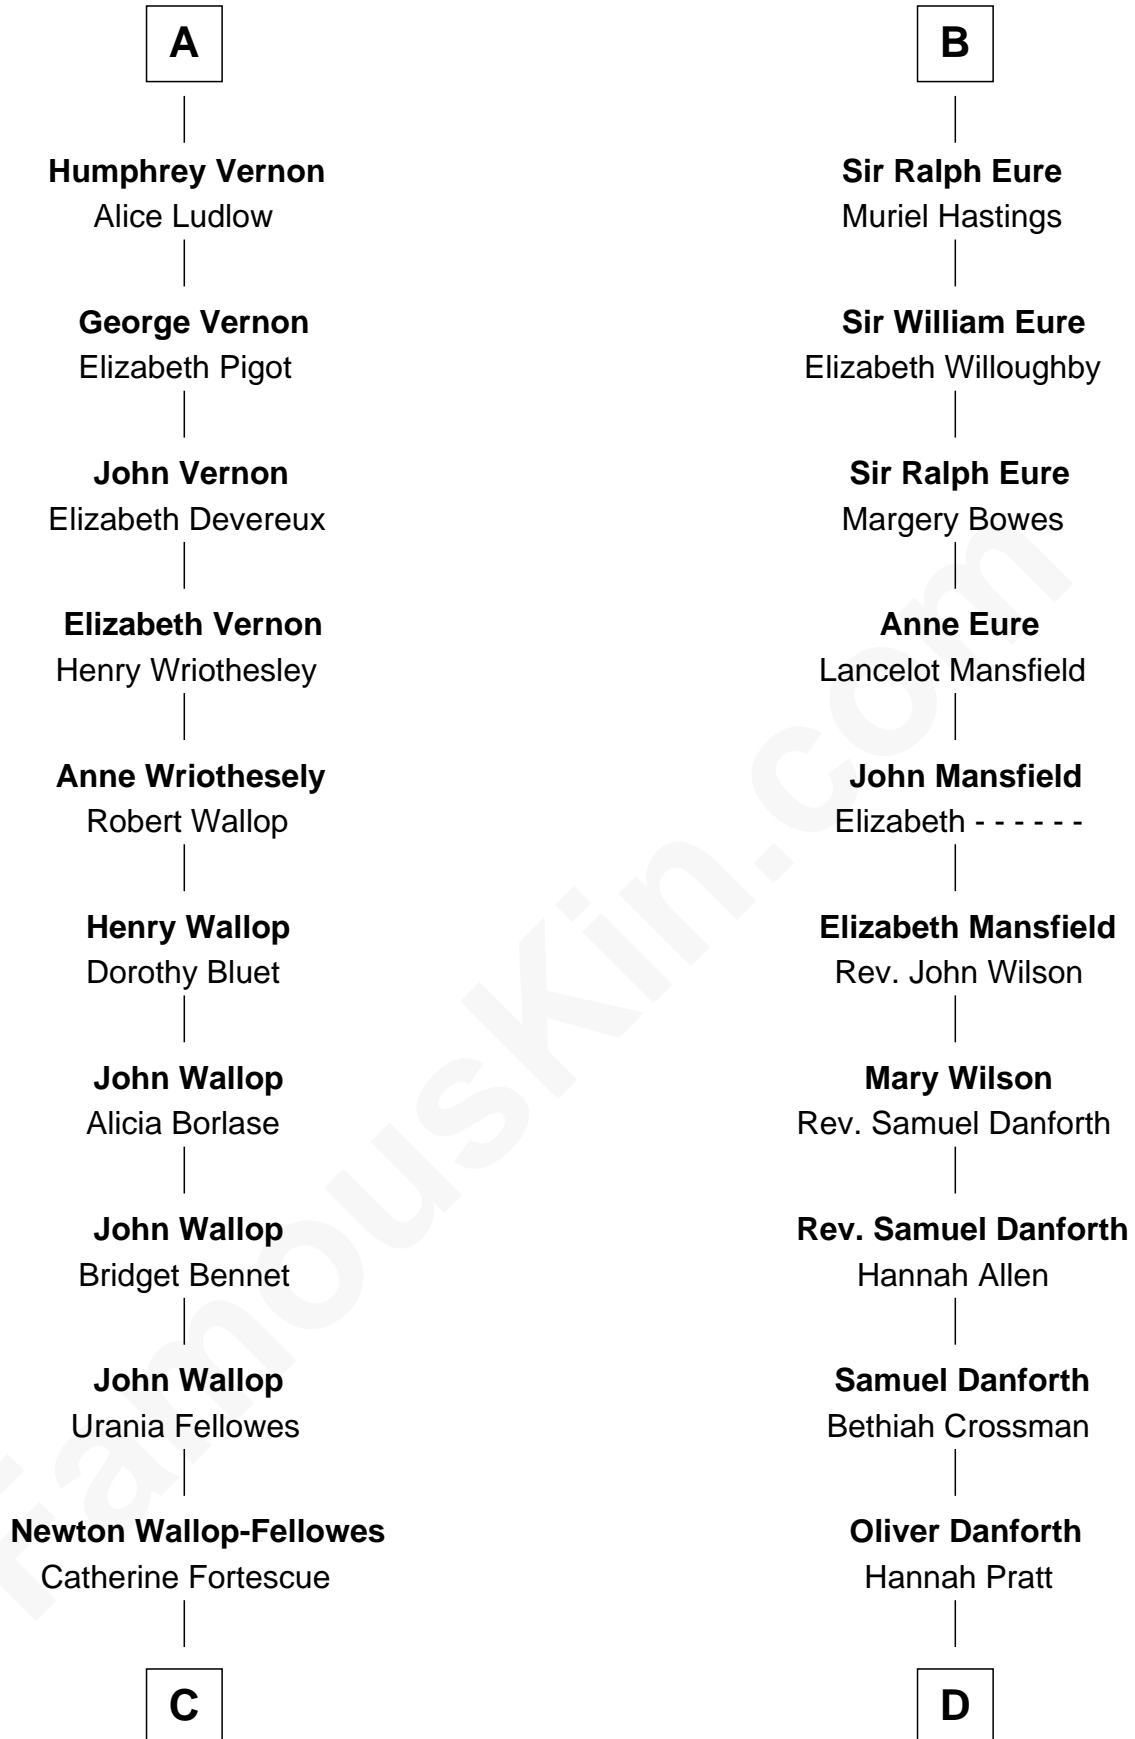 A
Humphrey Vernon
Alice Ludlow
George Vernon
Elizabeth Pigot
John Vernon
Elizabeth Devereux
Elizabeth Vernon
Henry Wriothesley
Anne Wriothesely
Robert Wallop
Henry Wallop
Dorothy Bluet
John Wallop
Alicia Borlase
John Wallop
Bridget Bennet
John Wallop
Urania Fellowes
Newton Wallop-Fellowes
Catherine Fortescue
C
B
Sir Ralph Eure
Muriel Hastings
Sir William Eure
Elizabeth Willoughby
Sir Ralph Eure
Margery Bowes
Anne Eure
Lancelot Mansfield
John Mansfield
Elizabeth - - - - - -
Elizabeth Mansfield
Rev. John Wilson
Mary Wilson
Rev. Samuel Danforth
Rev. Samuel Danforth
Hannah Allen
Samuel Danforth
Bethiah Crossman
Oliver Danforth
Hannah Pratt
D
FamousKin.com